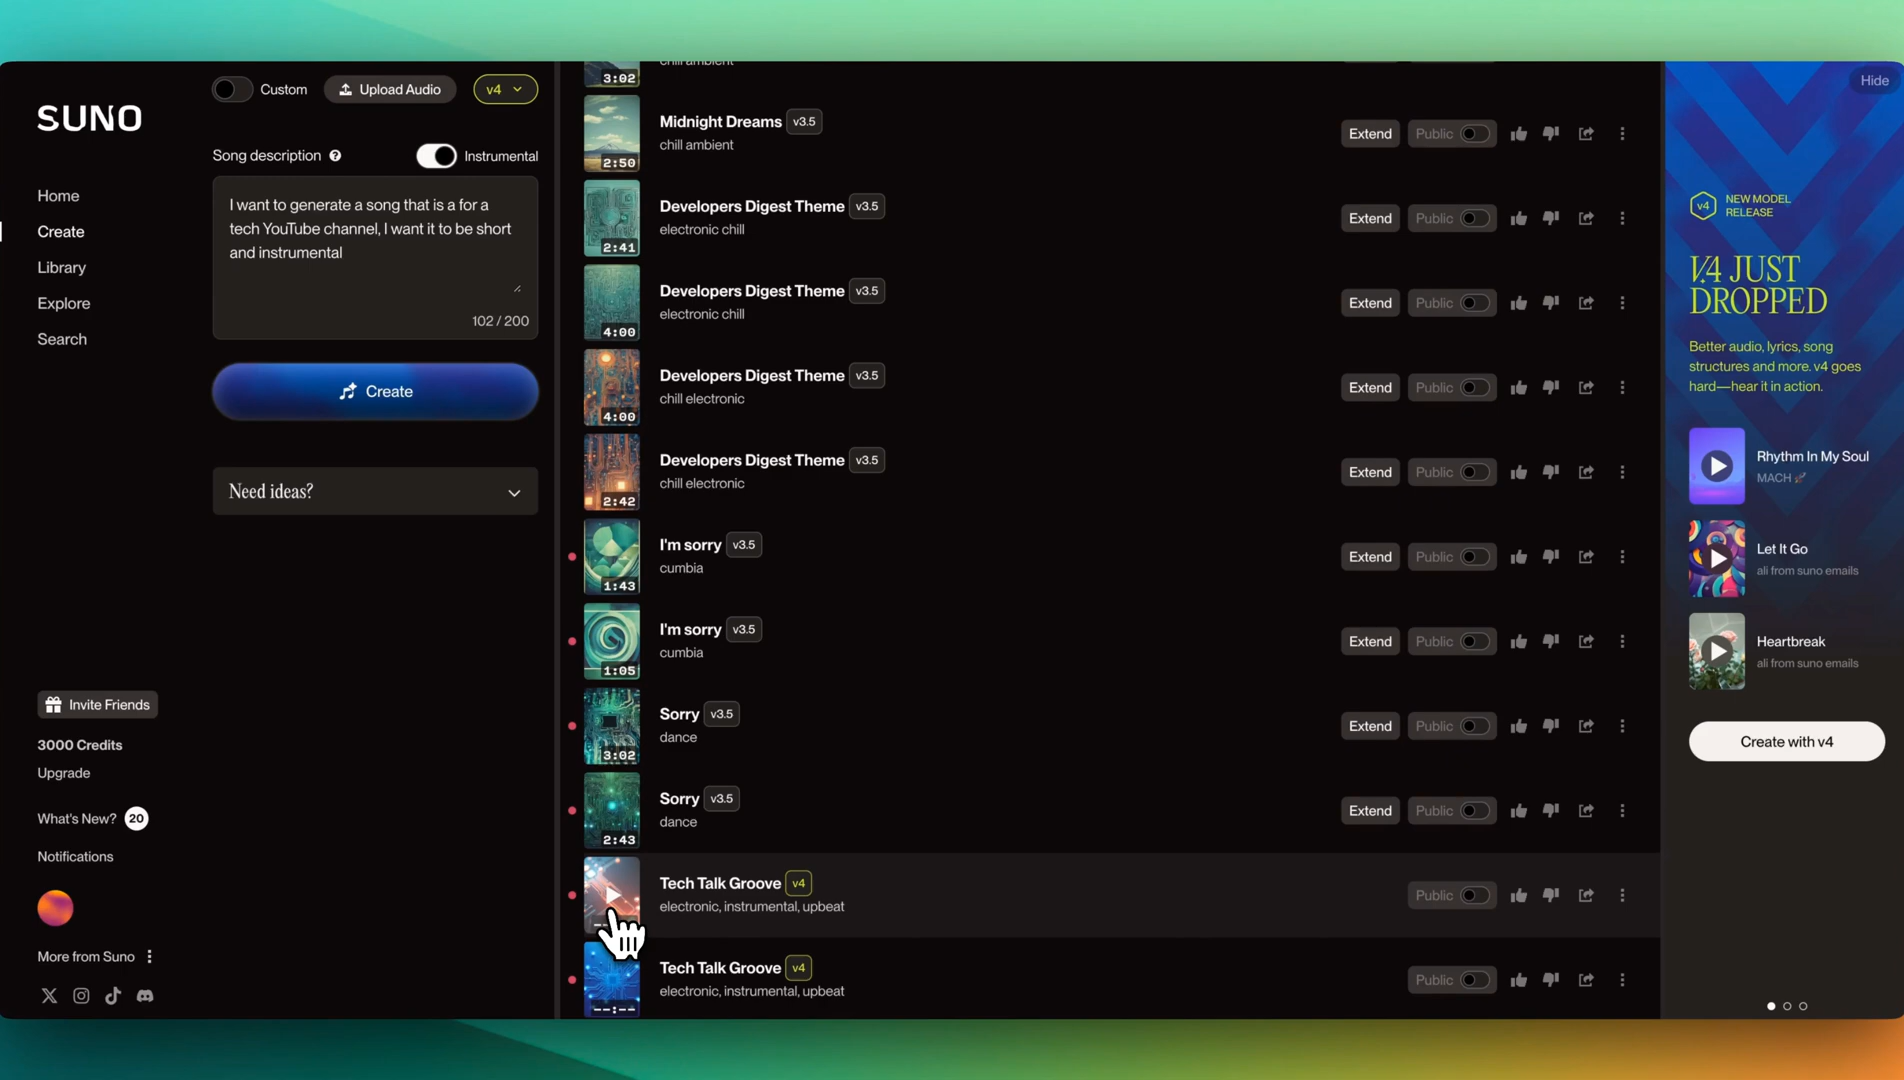 SUNO
Home
Create
Library
Explore
Search
Invite Friends
3000 Credits
Upgrade
What's New? 20
Notifications
More from Suno
Custom
Upload Audio
v4
Song description
Instrumental
I want to generate a song that is a for a
tech YouTube channel, I want it to be short
and instrumental
102 / 200
Create
Need ideas?
3:02
chill ambient
Midnight Dreams v3.5
chill ambient
2:50
Extend Public
Developers Digest Theme v3.5
electronic chill
2:41
Extend Public
Developers Digest Theme v3.5
electronic chill
4:00
Extend Public
Developers Digest Theme v3.5
chill electronic
4:00
Extend Public
Developers Digest Theme v3.5
chill electronic
2:42
Extend Public
I'm sorry v3.5
cumbia
1:43
Extend Public
I'm sorry v3.5
cumbia
1:05
Extend Public
Sorry v3.5
dance
3:02
Extend Public
Sorry v3.5
dance
2:43
Extend Public
Tech Talk Groove v4
electronic, instrumental, upbeat
Public
Tech Talk Groove v4
electronic, instrumental, upbeat
--:--
Public
Hide
v4
NEW MODEL
RELEASE
V4 JUST
DROPPED
Better audio, lyrics, song
structures and more. v4 goes
hard—hear it in action.
Rhythm In My Soul
MACH 🚀
Let It Go
ali from suno emails
Heartbreak
ali from suno emails
Create with v4